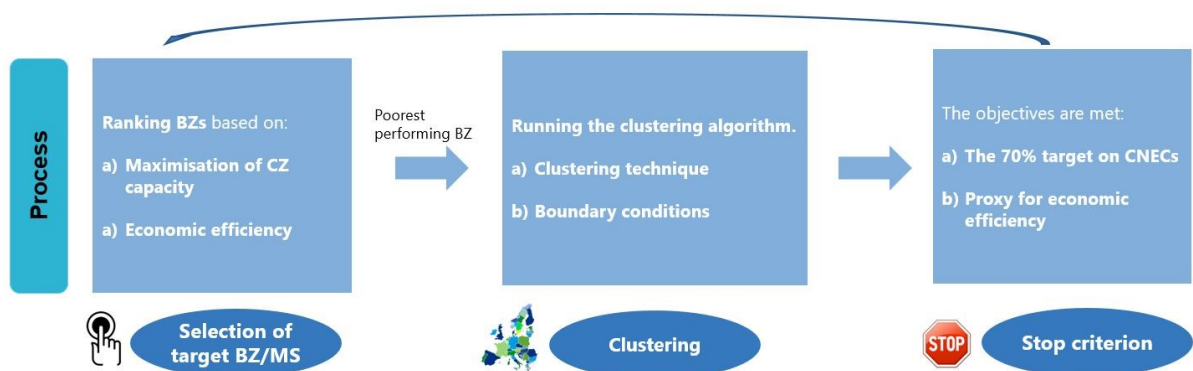 Process
Ranking BZs based on:
a) Maximisation of CZ
capacity
a) Economic efficiency
Selection of
target BZ/MS
Poorest
performing BZ
Running the clustering algorithm.
a) Clustering technique
b) Boundary conditions
Clustering
The objectives are met:
a) The 70% target on CNECs
b) Proxy for economic
efficiency
STOP
Stop criterion